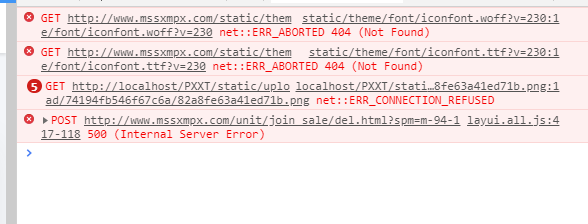 GET http://www.mssxmpx.com/static/them static/theme/font/iconfont.woff?v=230:1
e/font/iconfont.woff?v=230 net::ERR_ABORTED 404 (Not Found)
GET http://www.mssxmpx.com/static/them static/theme/font/iconfont.ttf?v=230:1
e/font/iconfont.ttf?v=230 net::ERR_ABORTED 404 (Not Found)
5 GET http://localhost/PXXT/static/uplo localhost/PXXT/stati…8fe63a41ed71b.png:1
ad/74194fb546f67c6a/82a8fe63a41ed71b.png net::ERR_CONNECTION_REFUSED
POST http://www.mssxmpx.com/unit/join_sale/del.html?spm=m-94-1 layui.all.js:4
17-118 500 (Internal Server Error)